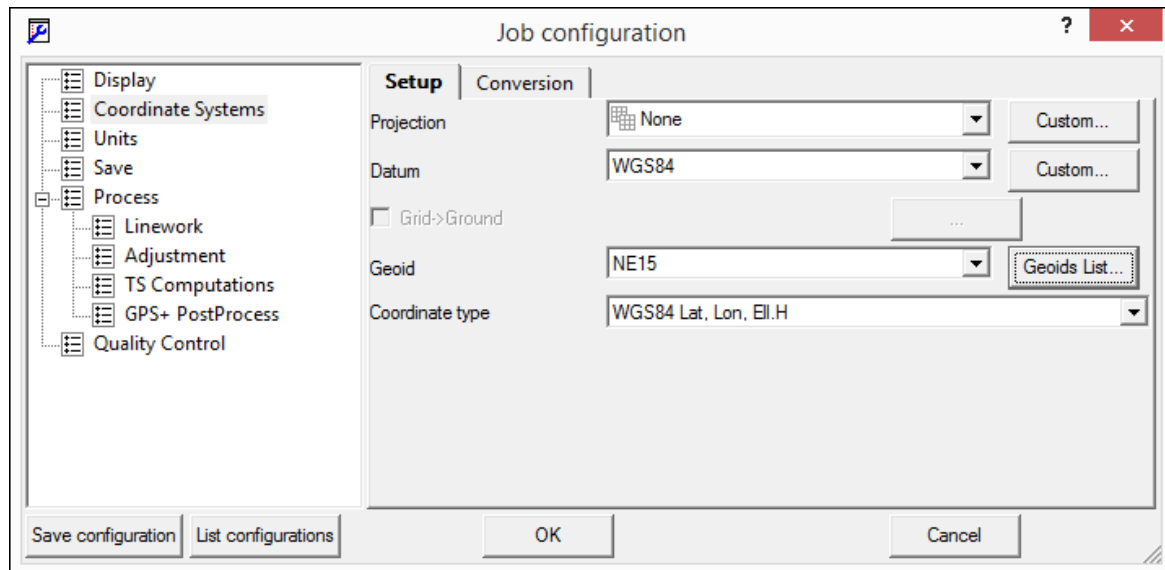 Job configuration
?
Display
Coordinate Systems
Units
Save
Process
Linework
Adjustment
TS Computations
GPS+ PostProcess
Quality Control
Setup
Conversion
Projection
None
Custom...
Datum
WGS84
Custom...
Grid->Ground
...
Geoid
NE15
Geoids List...
Coordinate type
WGS84 Lat, Lon, Ell.H
Save configuration
List configurations
OK
Cancel